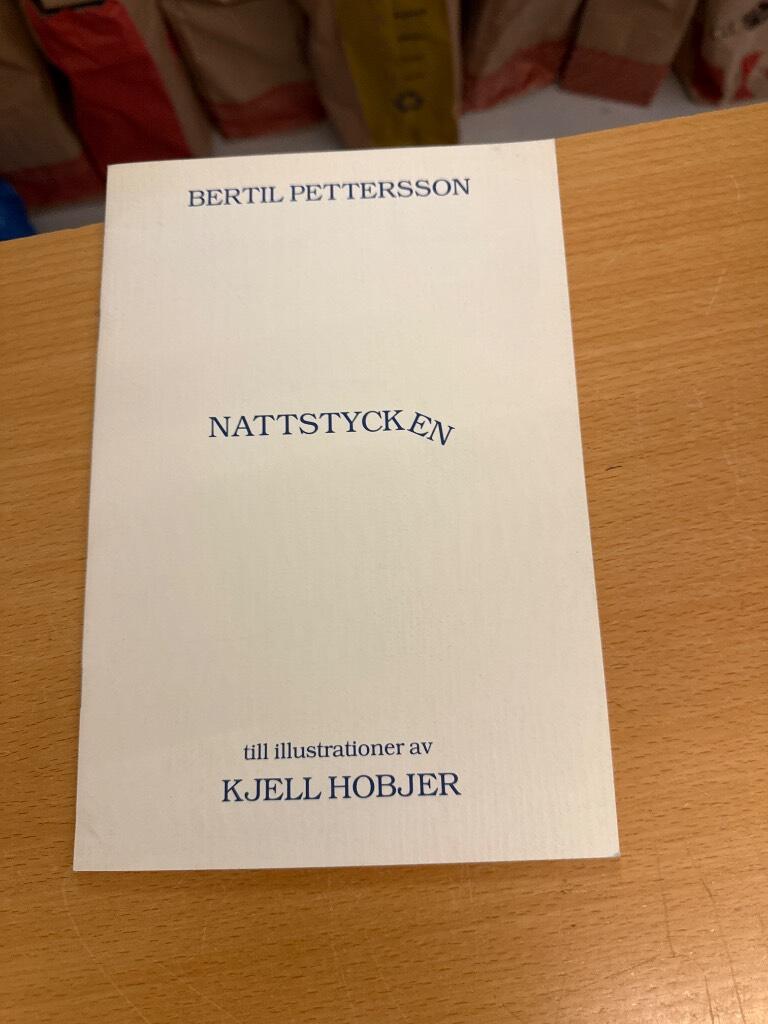 BERTIL PETTERSSON
NATTSTYCKEN
till illustrationer av
KJELL HOBJER